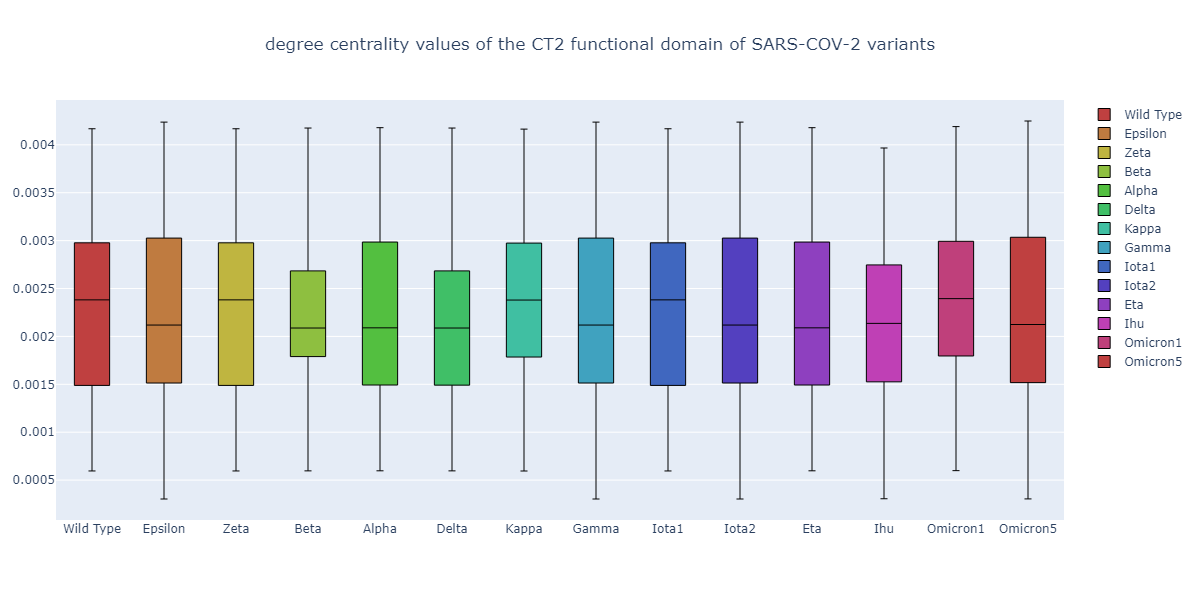 degree centrality values of the CT2 functional domain of SARS-COV-2 variants
0.004
0.0035
0.003
0.0025
0.002
0.0015
0.001
0.0005
Wild Type Epsilon Zeta Beta Alpha Delta Kappa Gamma Iota1 Iota2 Eta Ihu Omicron1 Omicron5
Wild Type
Epsilon
Zeta
Beta
Alpha
Delta
Kappa
Gamma
Iota1
Iota2
Eta
Ihu
Omicron1
Omicron5